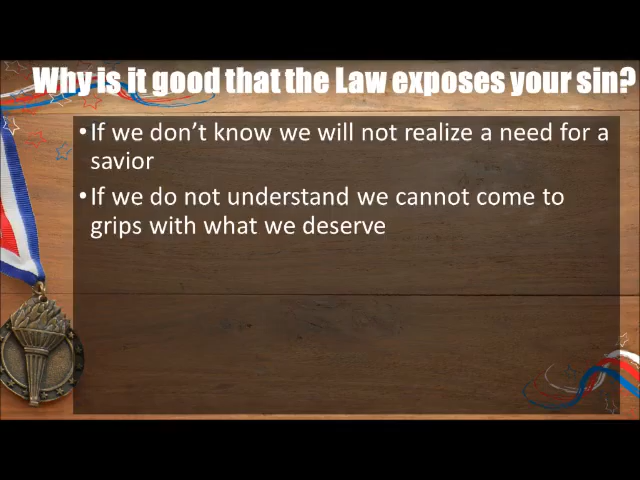 Why is it good that the Law exposes your sin?
•If we don't know we will not realize a need for a
savior
•If we do not understand we cannot come to
grips with what we deserve